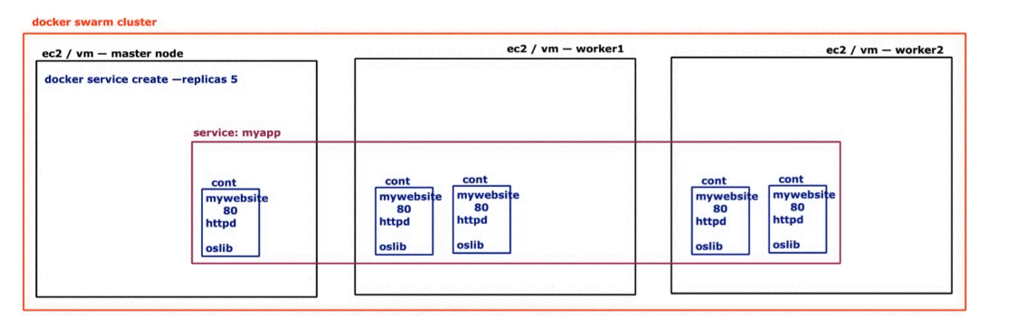 docker swarm cluster
ec2 / vm — master node
docker service create —replicas 5
ec2 / vm — worker1
ec2 / vm — worker2
service: myapp
cont
mywebsite
80
httpd
oslib
cont
mywebsite
80
httpd
oslib
cont
mywebsite
80
httpd
oslib
cont
mywebsite
80
httpd
oslib
cont
mywebsite
80
httpd
oslib